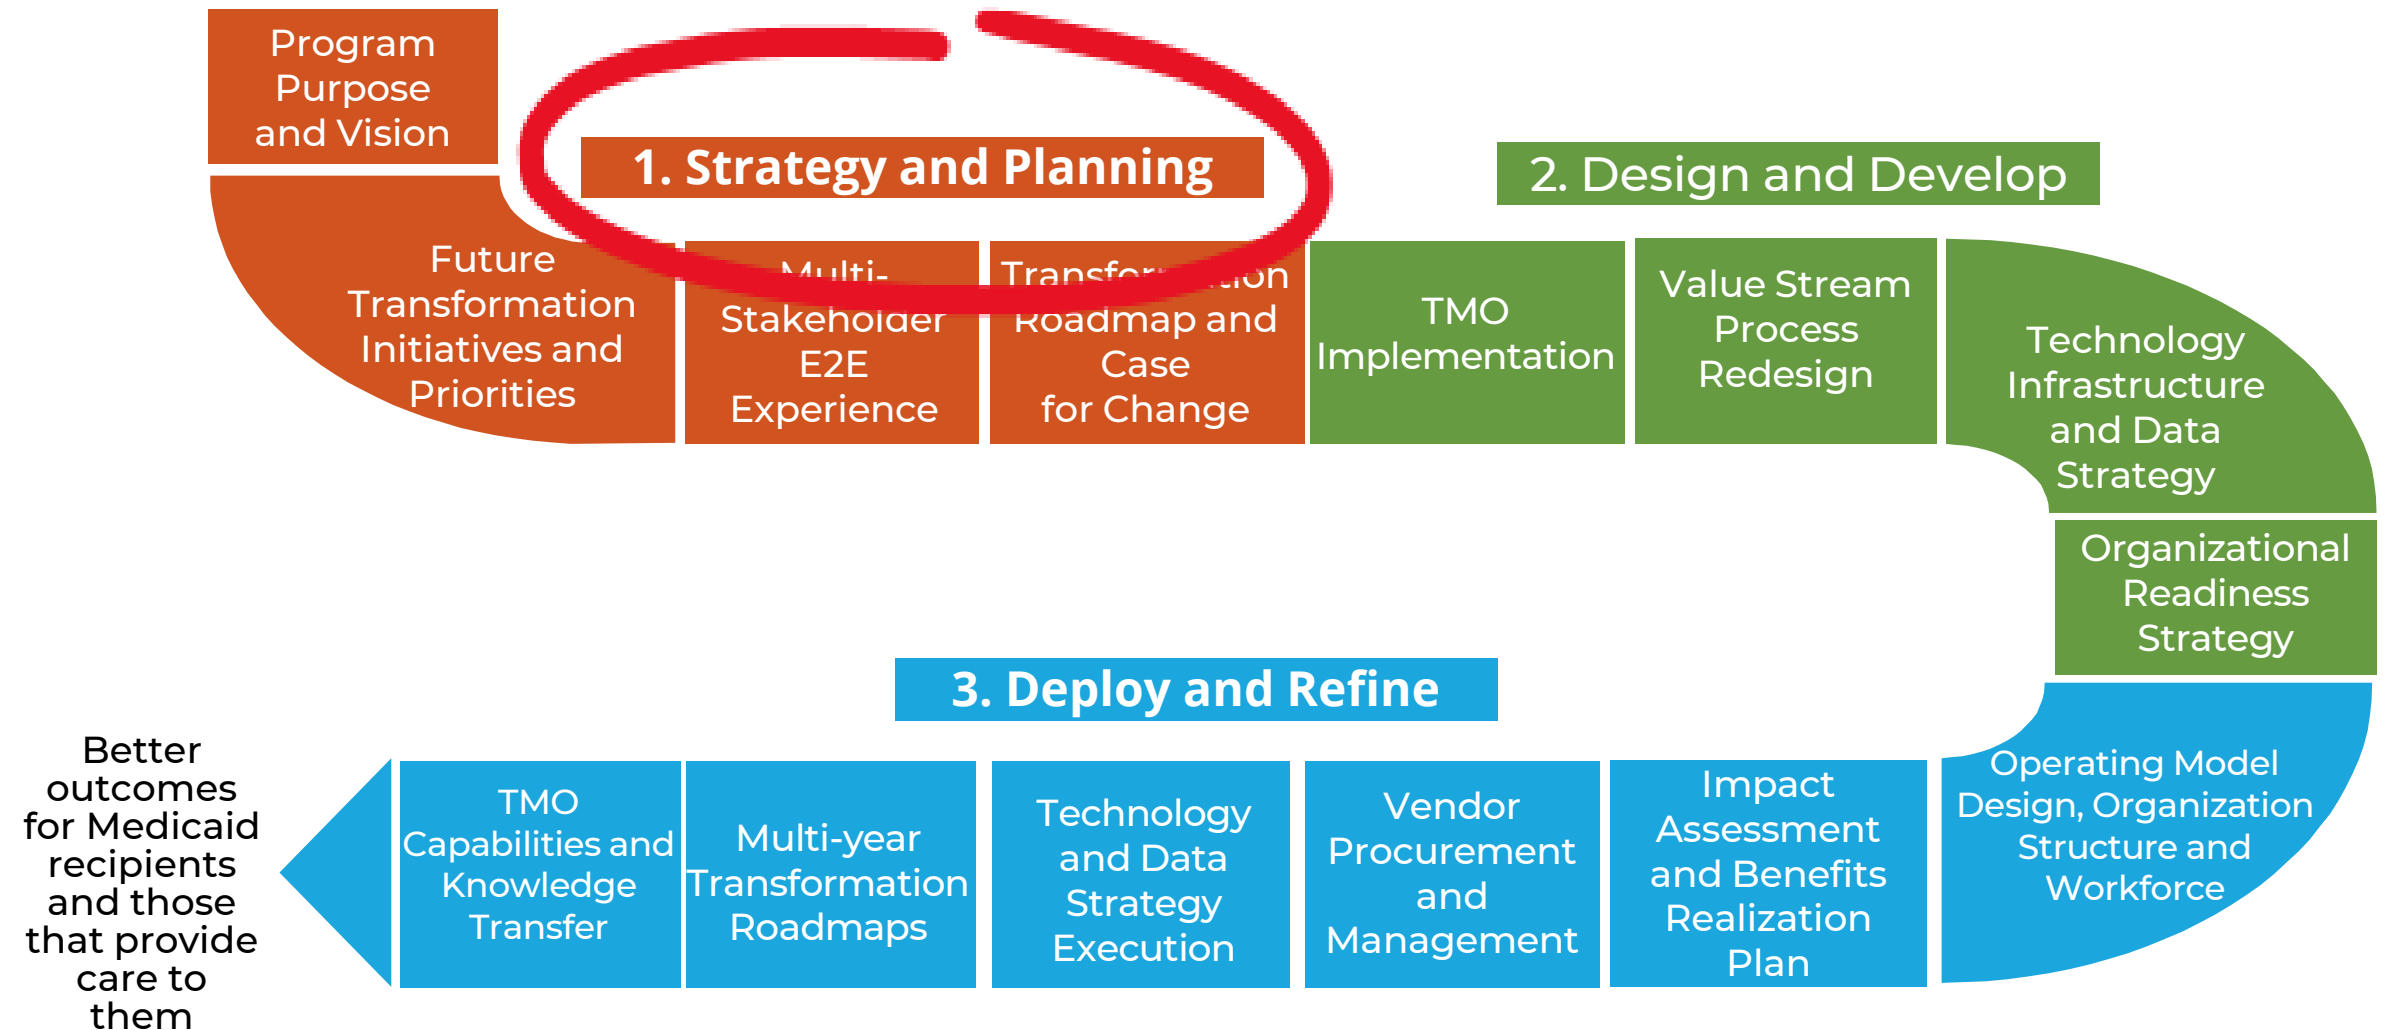 Program
Purpose
and Vision
1. Strategy and Planning
2. Design and Develop
Future
Transformation
Initiatives and
Priorities
Multi-
Stakeholder
E2E
Experience
Transformation
Roadmap and
Case
for Change
TMO
Implementation
Value Stream
Process
Redesign
Technology
Infrastructure
and Data
Strategy
Organizational
Readiness
Strategy
3. Deploy and Refine
Operating Model
Design, Organization
Structure and
Workforce
Impact
Assessment
and Benefits
Realization
Plan
Vendor
Procurement
and
Management
Technology
and Data
Strategy
Execution
Multi-year
Transformation
Roadmaps
TMO
Capabilities and
Knowledge
Transfer
Better
outcomes
for Medicaid
recipients
and those
that provide
care to
them